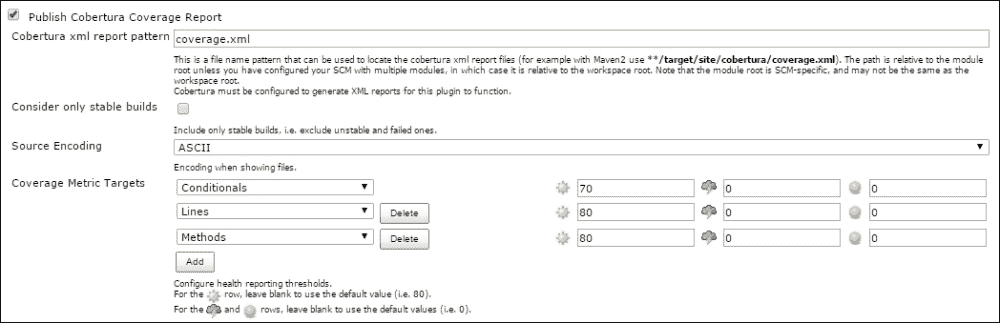 Publish Cobertura Coverage Report
Cobertura xml report pattern coverage.xml
This is a file name pattern that can be used to locate the cobertura xml report files (for example with Maven2 use **/target/site/cobertura/coverage.xml). The path is relative to the module
root unless you have configured your SCM with multiple modules, in which case it is relative to the workspace root. Note that the module root is SCM-specific, and may not be the same as the
workspace root.
Cobertura must be configured to generate XML reports for this plugin to function.
Consider only stable builds
Include only stable builds, i.e. exclude unstable and failed ones.
Source Encoding ASCII
Encoding when showing files.
Coverage Metric Targets Conditionals 70 0 0
Lines Delete 80 0 0
Methods Delete 80 0 0
Add
Configure health reporting thresholds.
For the row, leave blank to use the default value (i.e. 80).
For the and rows, leave blank to use the default values (i.e. 0).